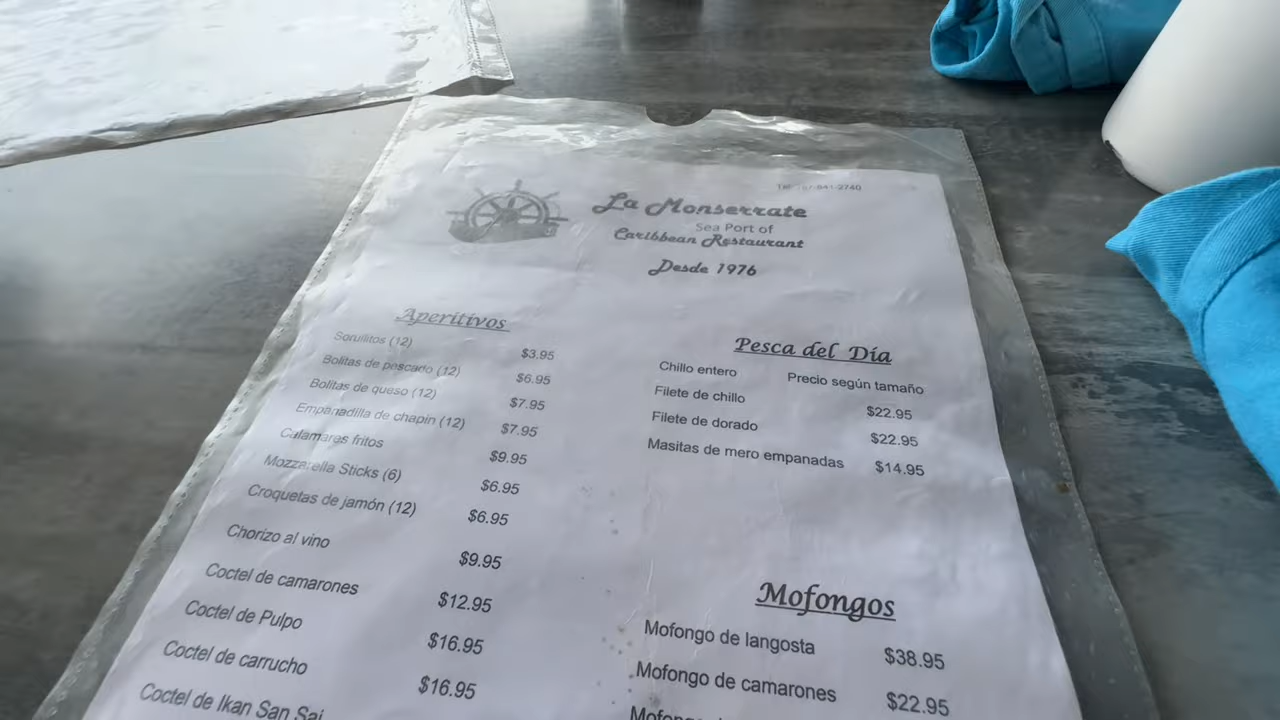 La Monserrate
Sea Port of
Caribbean Restaurant
Desde 1976
Aperitivos
Sorullitos (12) $3.95
Bolitas de pescado (12) $6.95
Bolitas de queso (12) $7.95
Empanadilla de chapin (12) $7.95
Calamares fritos $9.95
Mozzarella Sticks (6) $6.95
Croquetas de jamón (12) $6.95
Chorizo al vino $9.95
Coctel de camarones $12.95
Coctel de Pulpo $16.95
Coctel de carrucho $16.95
Coctel de Ikan San Sai
Pesca del Día
Chillo entero Precio según tamaño
Filete de chillo $22.95
Filete de dorado $22.95
Masitas de mero empanadas $14.95
Mofongos
Mofongo de langosta $38.95
Mofongo de camarones $22.95